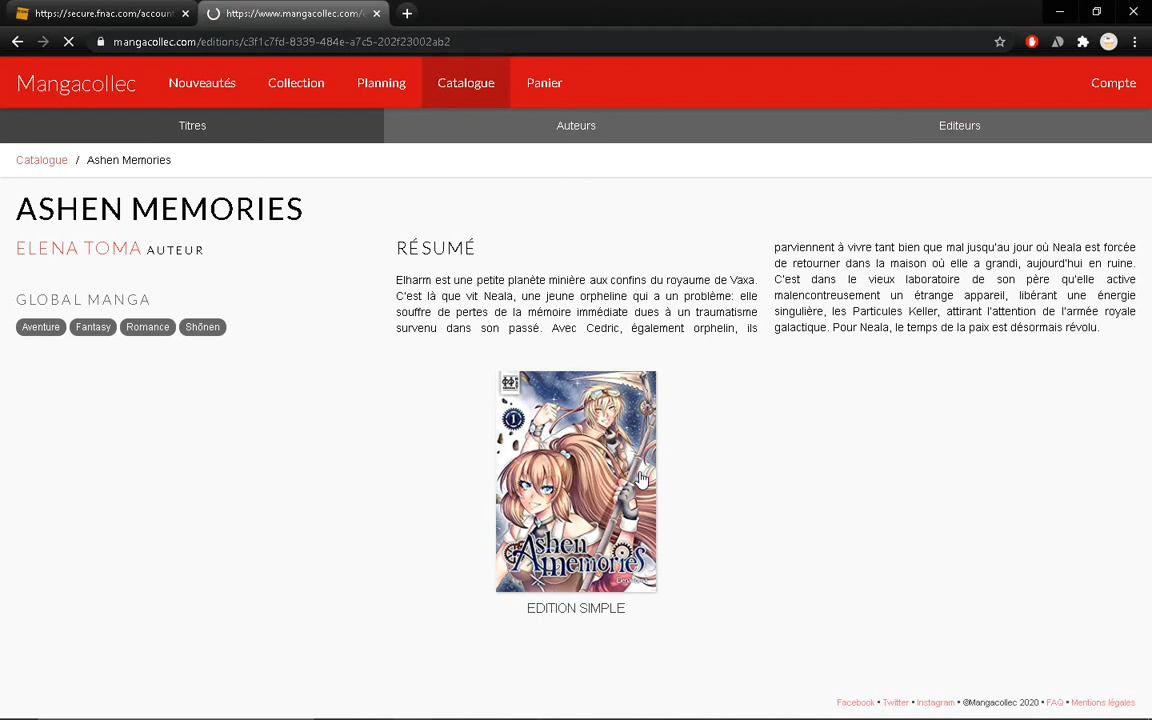 https://secure.fnac.com/account
https://www.mangacollec.com/
mangacollec.com/editions/c3f1c7fd-8339-484e-a7c5-202f23002ab2
Mangacollec Nouveautés Collection Planning Catalogue Panier Compte
Titres Auteurs Editeurs
Catalogue / Ashen Memories
ASHEN MEMORIES
ELENA TOMA AUTEUR
GLOBAL MANGA
Aventure Fantasy Romance Shōnen
RÉSUMÉ
Elharm est une petite planète minière aux confins du royaume de Vaxa.
C'est là que vit Neala, une jeune orpheline qui a un problème: elle
souffre de pertes de la mémoire immédiate dues à un traumatisme
survenu dans son passé. Avec Cedric, également orphelin, ils
parviennent à vivre tant bien que mal jusqu'au jour où Neala est forcée
de retourner dans la maison où elle a grandi, aujourd'hui en ruine.
C'est dans le vieux laboratoire de son père qu'elle active
malencontreusement un étrange appareil, libérant une énergie
singulière, les Particules Keller, attirant l'attention de l'armée royale
galactique. Pour Neala, le temps de la paix est désormais révolu.
1
Ashen
memories
EDITION SIMPLE
Facebook • Twitter • Instagram • ©Mangacollec 2020 • FAQ • Mentions légales